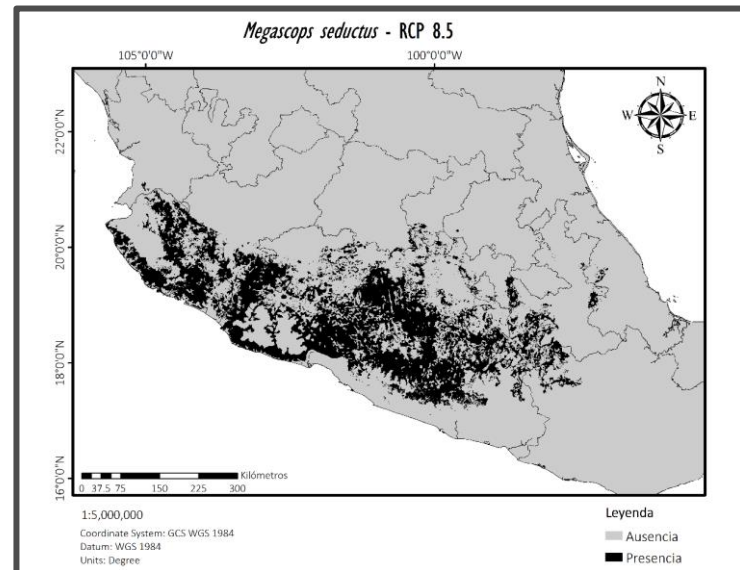 Megascops seductus - RCP 8.5
105°0'0"W 100°0'0"W
N
W E
S
22°0'0"N
20°0'0"N
18°0'0"N
16°0'0"N
Kilómetros
0 37.5 75 150 225 300
1:5,000,000
Coordinate System: GCS WGS 1984
Datum: WGS 1984
Units: Degree
Leyenda
Ausencia
Presencia